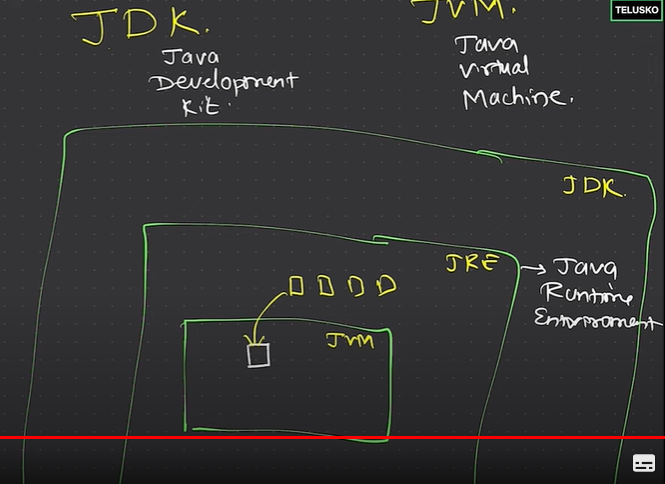 TELUSKO
JDK.
JVM.
Java
Development
Kit.
Java
Virtual
Machine.
JDK.
JRE
Java
Runtime
Environment
JVM